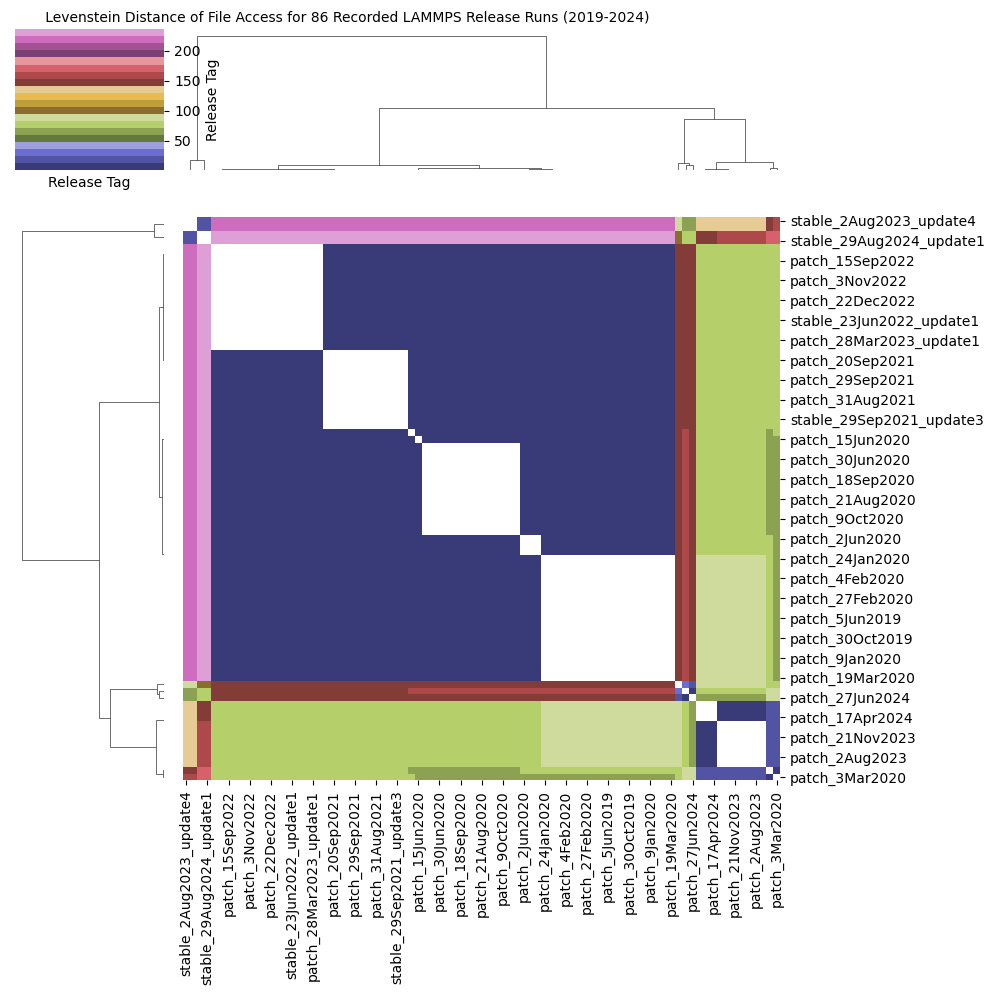 Levenstein Distance of File Access for 86 Recorded LAMMPS Release Runs (2019-2024)
200
150
100
50
Release Tag
Release Tag
stable_2Aug2023_update4
stable_29Aug2024_update1
patch_15Sep2022
patch_3Nov2022
patch_22Dec2022
stable_23Jun2022_update1
patch_28Mar2023_update1
patch_20Sep2021
patch_29Sep2021
patch_31Aug2021
stable_29Sep2021_update3
patch_15Jun2020
patch_30Jun2020
patch_18Sep2020
patch_21Aug2020
patch_9Oct2020
patch_2Jun2020
patch_24Jan2020
patch_4Feb2020
patch_27Feb2020
patch_5Jun2019
patch_30Oct2019
patch_9Jan2020
patch_19Mar2020
patch_27Jun2024
patch_17Apr2024
patch_21Nov2023
patch_2Aug2023
patch_3Mar2020
stable_2Aug2023_update4
stable_29Aug2024_update1
patch_15Sep2022
patch_3Nov2022
patch_22Dec2022
stable_23Jun2022_update1
patch_28Mar2023_update1
patch_20Sep2021
patch_29Sep2021
patch_31Aug2021
stable_29Sep2021_update3
patch_15Jun2020
patch_30Jun2020
patch_18Sep2020
patch_21Aug2020
patch_9Oct2020
patch_2Jun2020
patch_24Jan2020
patch_4Feb2020
patch_27Feb2020
patch_5Jun2019
patch_30Oct2019
patch_9Jan2020
patch_19Mar2020
patch_27Jun2024
patch_17Apr2024
patch_21Nov2023
patch_2Aug2023
patch_3Mar2020